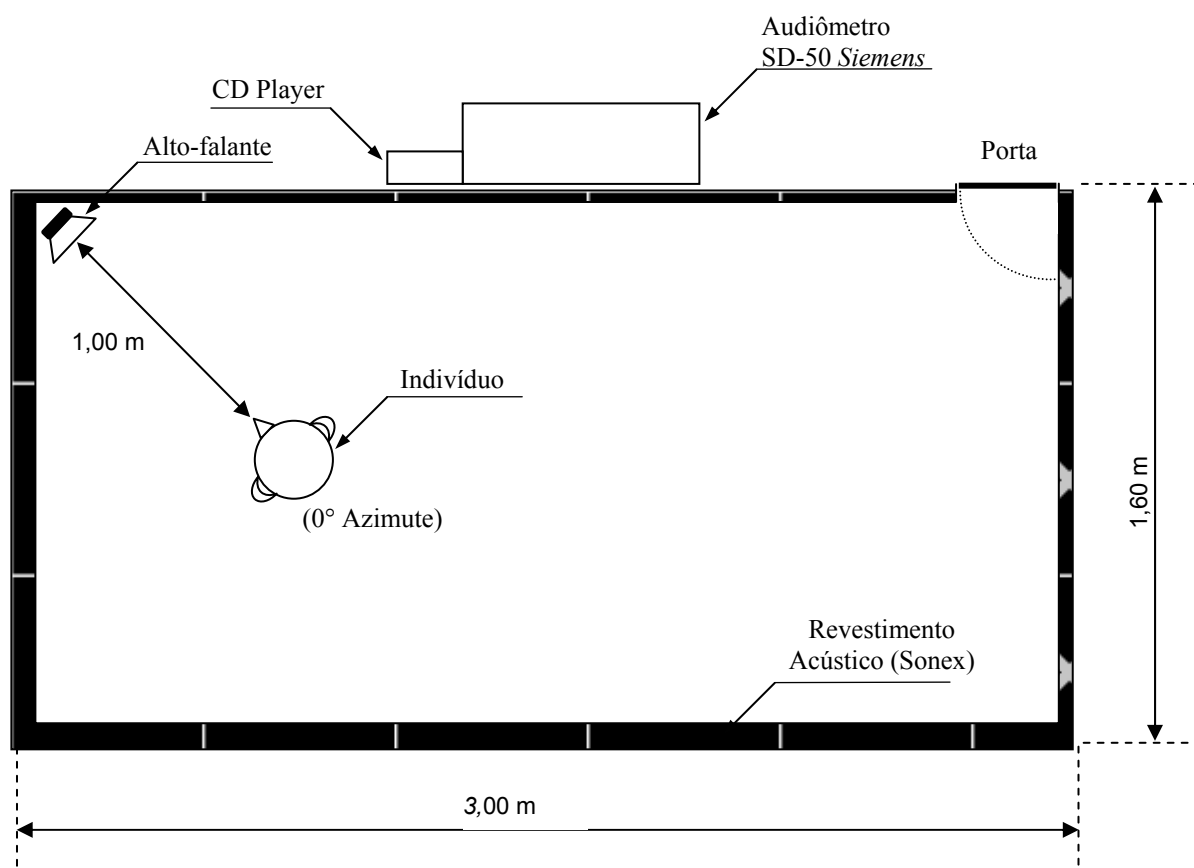 Audiômetro
SD-50 Siemens
CD Player
Alto-falante
Porta
1,00 m
Indivíduo
(0° Azimute)
1,60 m
Revestimento
Acústico (Sonex)
3,00 m